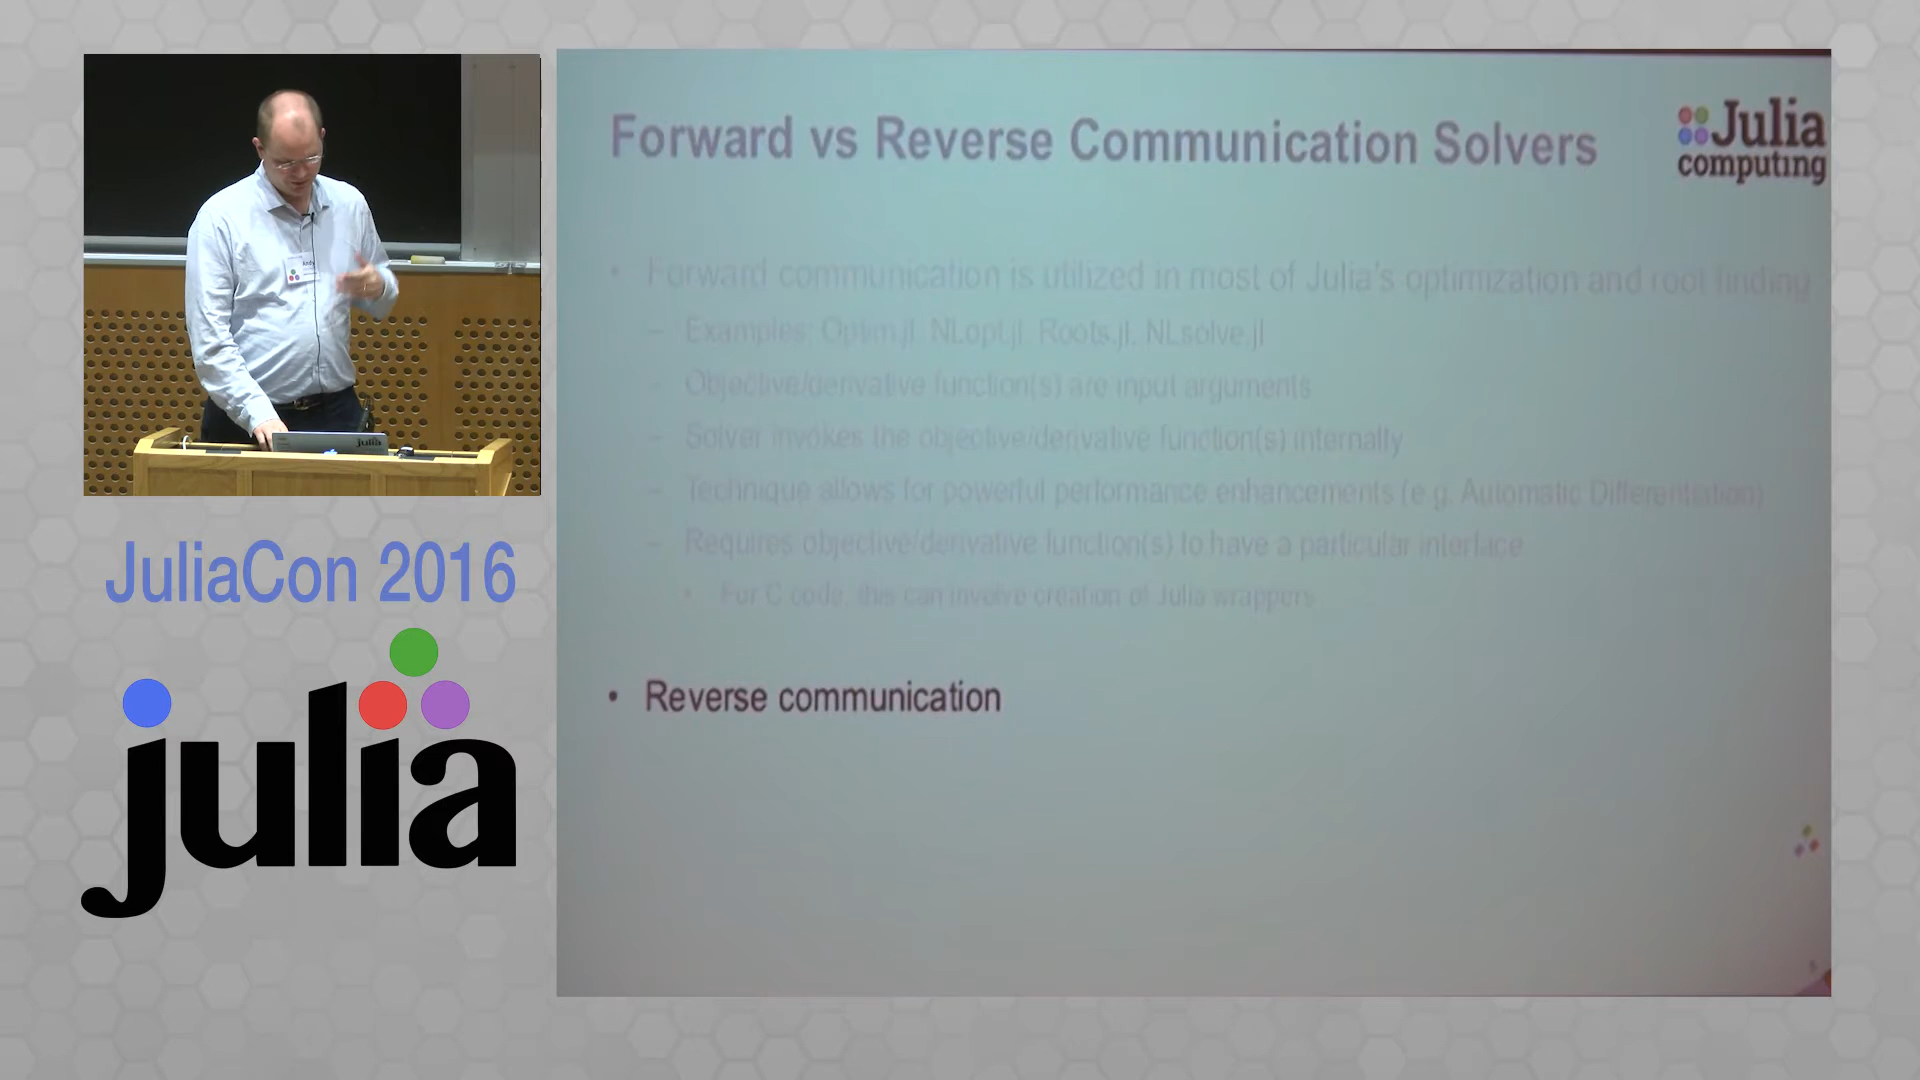 Forward vs Reverse Communication Solvers
Julia
computing
• Forward communication is utilized in most of Julia's optimization and root finding
– Examples: Optim.jl, NLopt.jl, Roots.jl, NLsolve.jl
– Objective/derivative function(s) are input arguments
– Solver invokes the objective/derivative function(s) internally
– Technique allows for powerful performance enhancements (e.g. Automatic Differentiation)
– Requires objective/derivative function(s) to have a particular interface
• For C code, this can involve creation of Julia wrappers
• Reverse communication
julia
JuliaCon 2016
julia